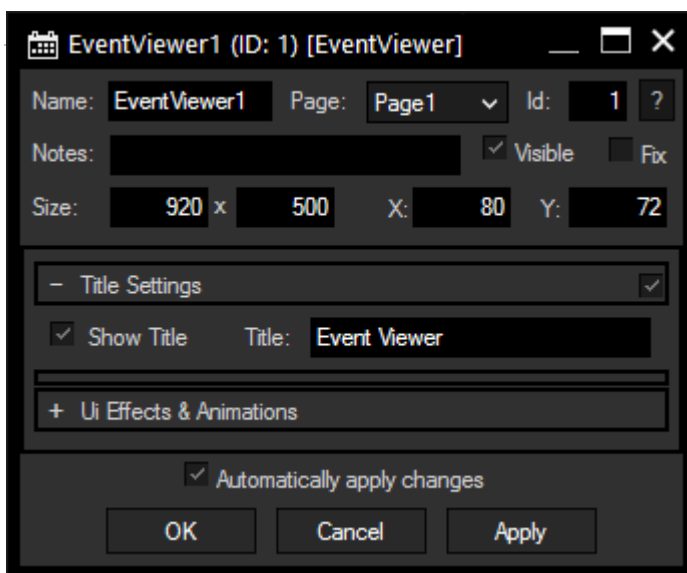 EventViewer1 (ID: 1) [EventViewer]
Name: EventViewer1 Page: Page1 Id: 1 ?
Notes: Visible Fix
Size: 920 x 500 X: 80 Y: 72
− Title Settings
Show Title Title: Event Viewer
+ Ui Effects & Animations
Automatically apply changes
OK Cancel Apply